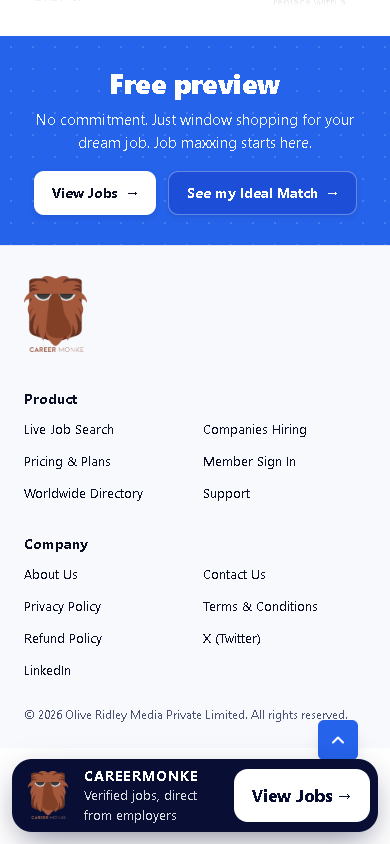 Free preview
No commitment. Just window shopping for your
dream job. Job maxxing starts here.
View Jobs →
See my Ideal Match →
CAREER MONKE
Product
Live Job Search
Companies Hiring
Pricing & Plans
Member Sign In
Worldwide Directory
Support
Company
About Us
Contact Us
Privacy Policy
Terms & Conditions
Refund Policy
X (Twitter)
LinkedIn
© 2026 Olive Ridley Media Private Limited. All rights reserved.
CAREER MONKE
CAREERMONKE
Verified jobs, direct
from employers
View Jobs →